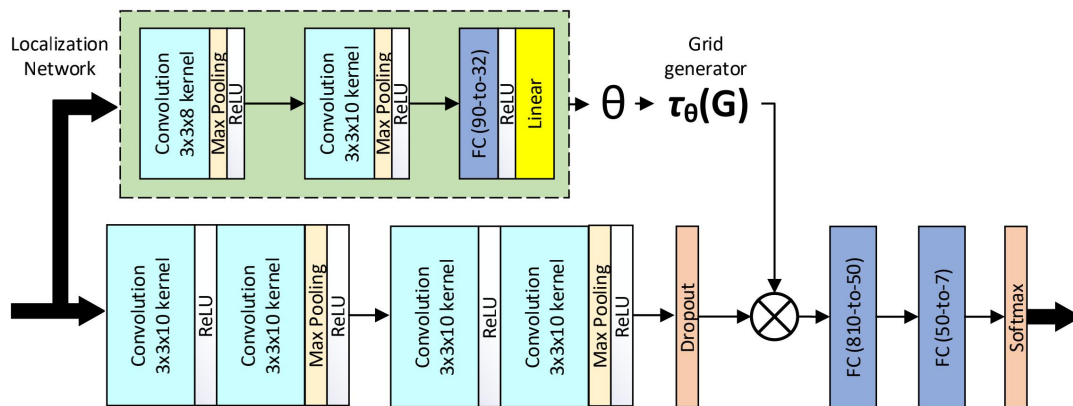 Localization
Network
Convolution
3x3x8 kernel
Max Pooling
ReLU
Convolution
3x3x10 kernel
Max Pooling
ReLU
FC (90-to-32)
ReLU
Linear
θ
Grid
generator
τθ(G)
Convolution
3x3x10 kernel
ReLU
Convolution
3x3x10 kernel
Max Pooling
ReLU
Convolution
3x3x10 kernel
ReLU
Convolution
3x3x10 kernel
Max Pooling
ReLU
Dropout
FC (810-to-50)
FC (50-to-7)
Softmax